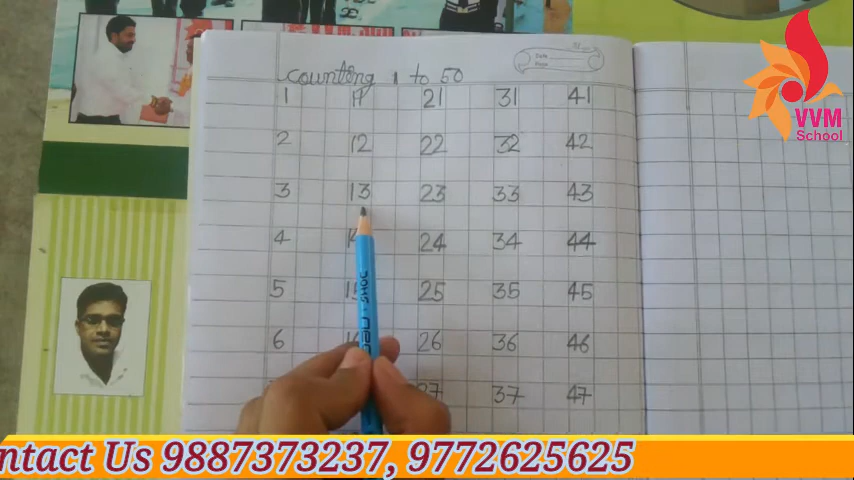 counting 1 to 50
1 11 21 31 41
2 12 22 32 42
3 13 23 33 43
4 24 34 44
5 15 25 35 45
6 26 36 46
27 37 47
VVM
School
ntact Us 9887373237, 9772625625